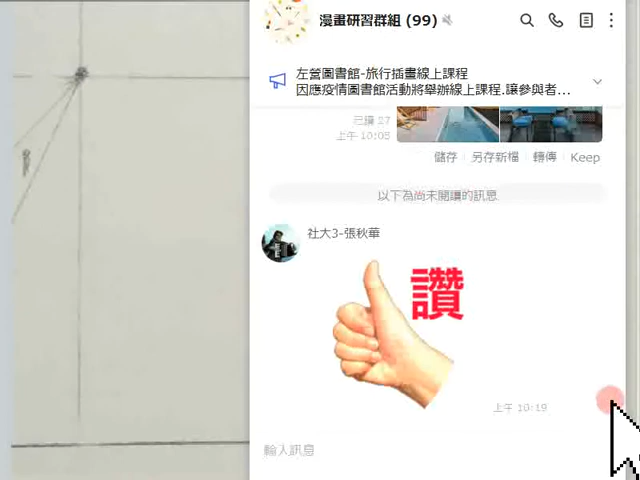 漫畫研習群組 (99)
左營圖書館-旅行插畫線上課程
因應疫情圖書館活動將舉辦線上課程.讓參與者...
已讀 27
上午 10:05
儲存 另存新檔 轉傳 Keep
以下為尚未閱讀的訊息
社大3-張秋華
讚
上午 10:19
輸入訊息